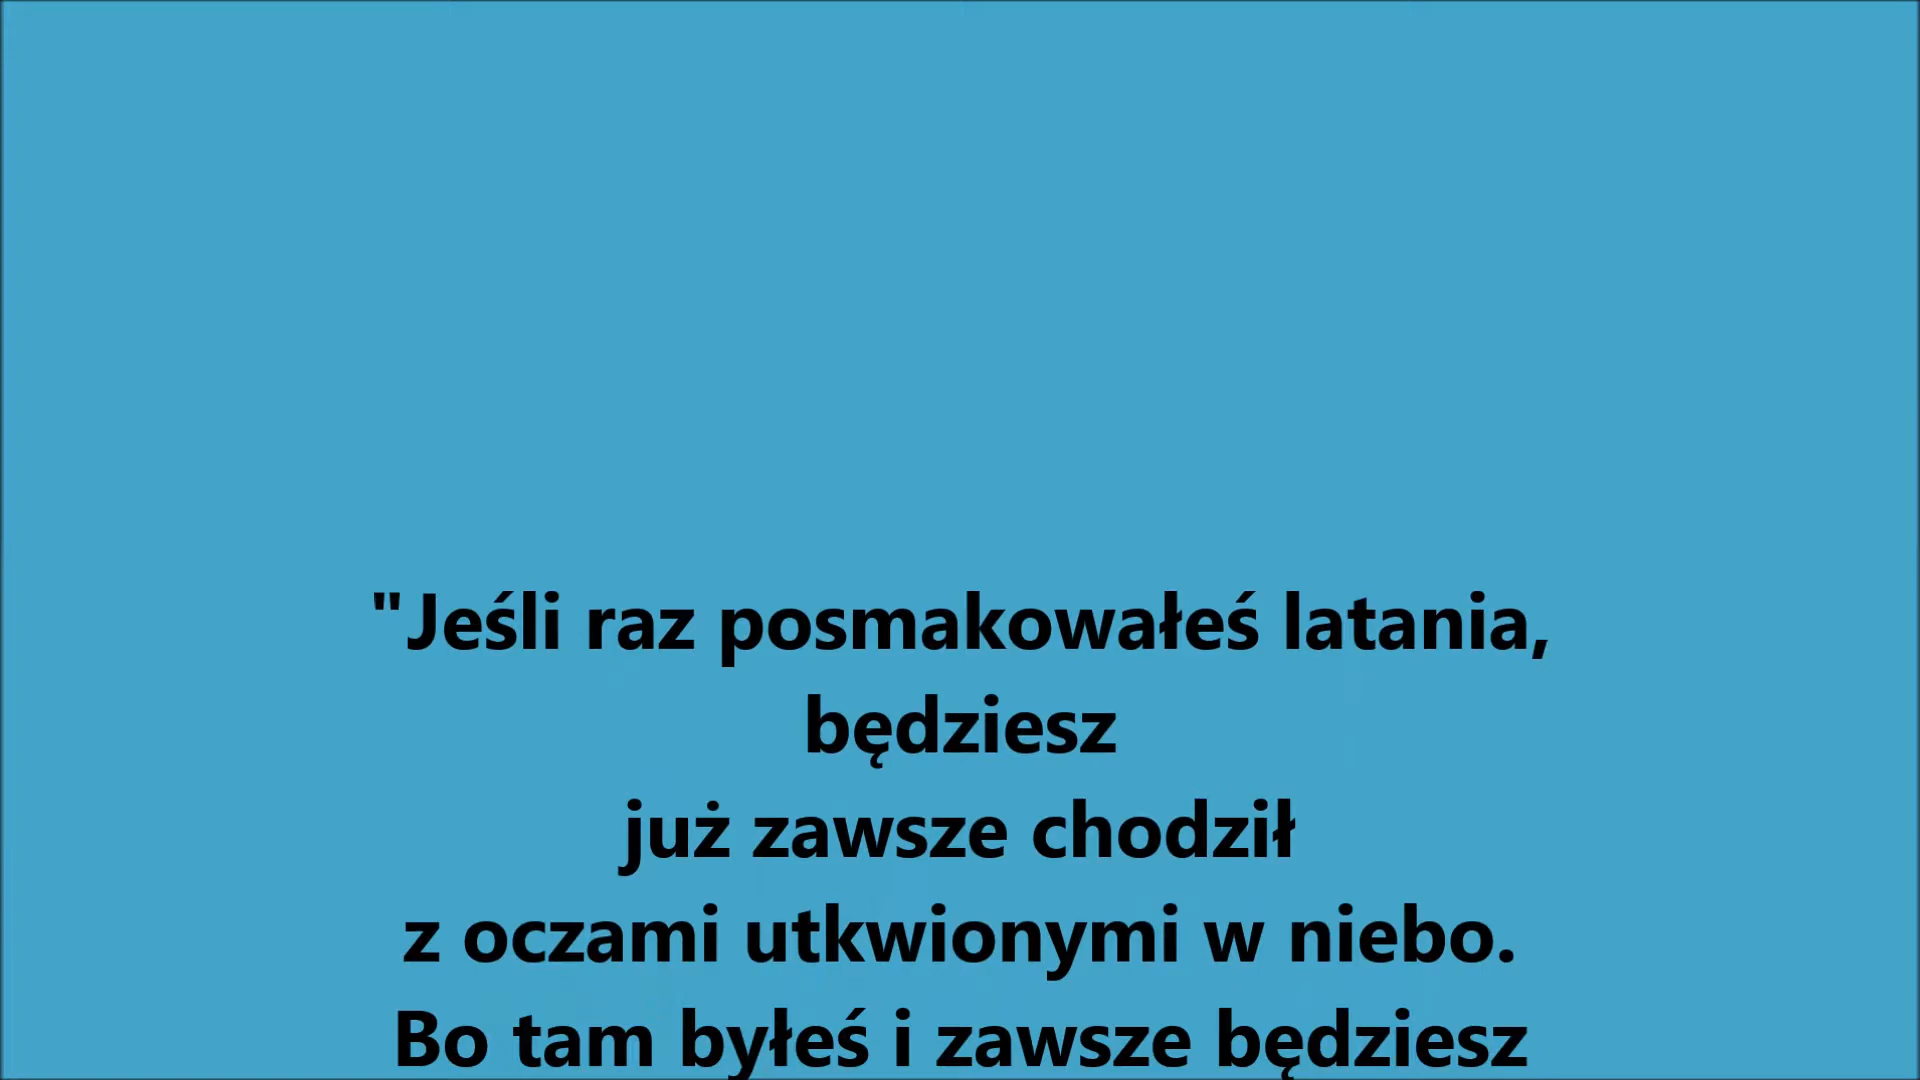 "Jeśli raz posmakowałeś latania,
będziesz
już zawsze chodził
z oczami utkwionymi w niebo.
Bo tam byłeś i zawsze będziesz